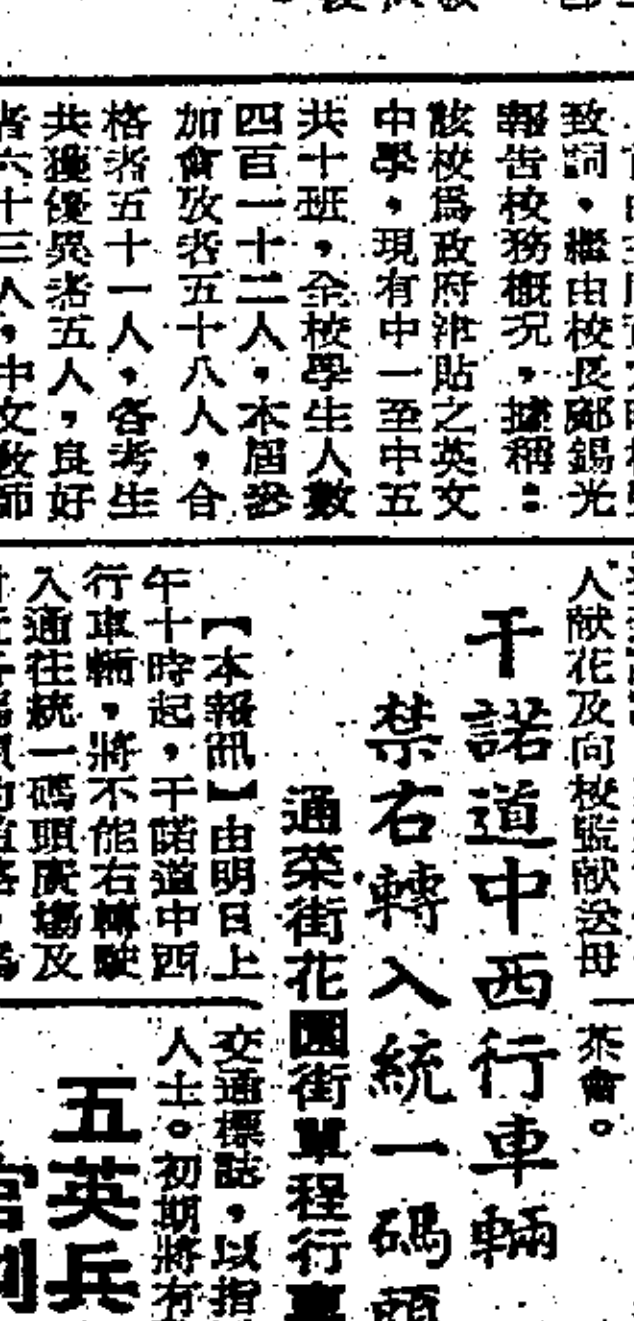 致詞，繼由校長鄺錫光
報告校務概況，據稱：
該校爲政府津貼之英文
中學，現有中一至中五
共十班，全校學生人數
四百一十二人，本屆參
加會攷者五十八人，合
格者五十一人，各考生
共獲優異者五人，良好
者六十三人，中文教師
人献花及向校監献送母
茶會。
干諾道中西行車輛
禁右轉入統一碼頭
通菜街花園街單程行車
【本報訊】由明日上
午十時起，干諾道中西
行車輛，將不能右轉駛
入通往統一碼頭廣塲及
交通標誌，以指
人士。初期將有
五英兵